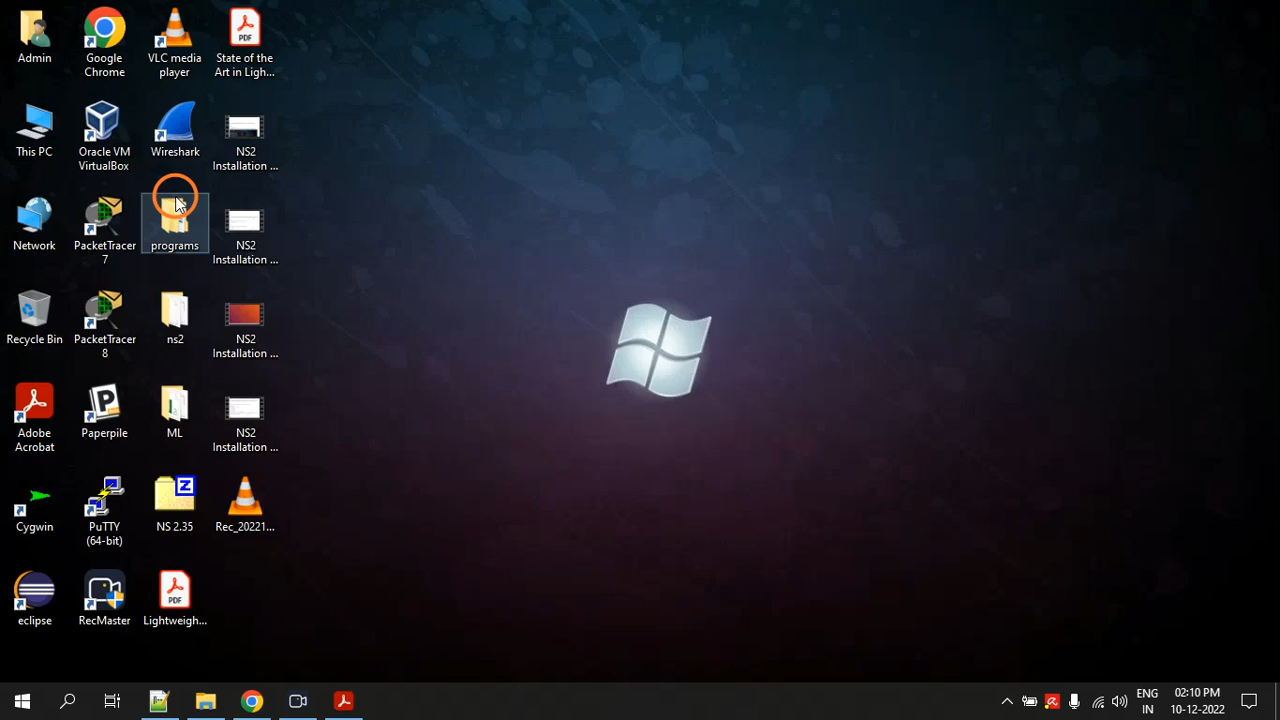 Admin
Google
Chrome
VLC media
player
PDF
State of the
Art in Ligh...
This PC
Oracle VM
VirtualBox
Wireshark
NS2
Installation ...
Network
PacketTracer
7
programs
NS2
Installation ...
Recycle Bin
PacketTracer
8
ns2
NS2
Installation ...
Adobe
Acrobat
Paperpile
ML
NS2
Installation ...
Cygwin
PuTTY
(64-bit)
NS 2.35
Rec_20221...
eclipse
RecMaster
PDF
Lightweigh...
ENG
IN
02:10 PM
10-12-2022